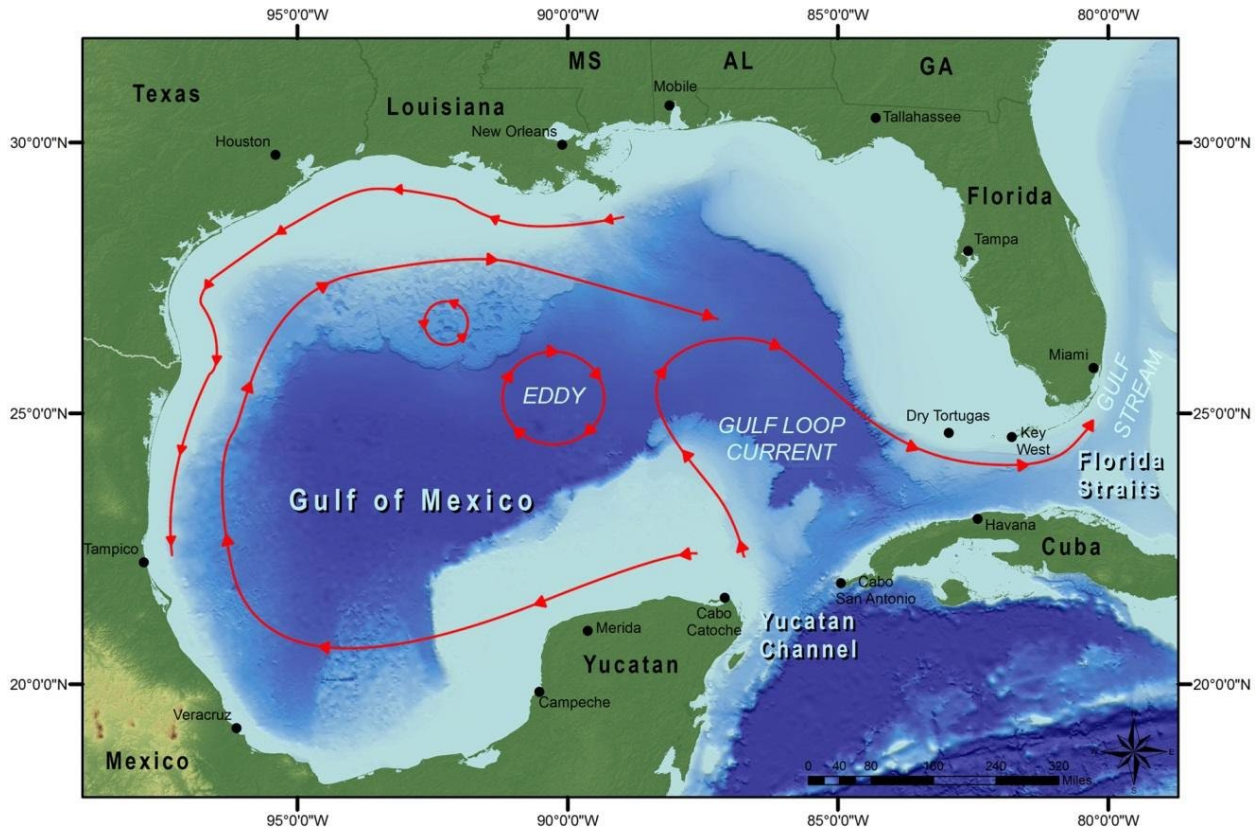 95°0'0"W
90°0'0"W
85°0'0"W
80°0'0"W
MS
AL
GA
Texas
Louisiana
Mobile
Tallahassee
New Orleans
Houston
30°0'0"N
30°0'0"N
Florida
Tampa
Miami
GULF
STREAM
EDDY
25°0'0"N
25°0'0"N
Dry Tortugas
Key
West
GULF LOOP
CURRENT
Florida
Straits
Gulf of Mexico
Havana
Cuba
Tampico
Cabo
San Antonio
Cabo
Catoche
Yucatan
Channel
Merida
Yucatan
20°0'0"N
20°0'0"N
Campeche
Veracruz
Mexico
N
W
E
S
0 40 80 160 240 320
Miles
95°0'0"W
90°0'0"W
85°0'0"W
80°0'0"W